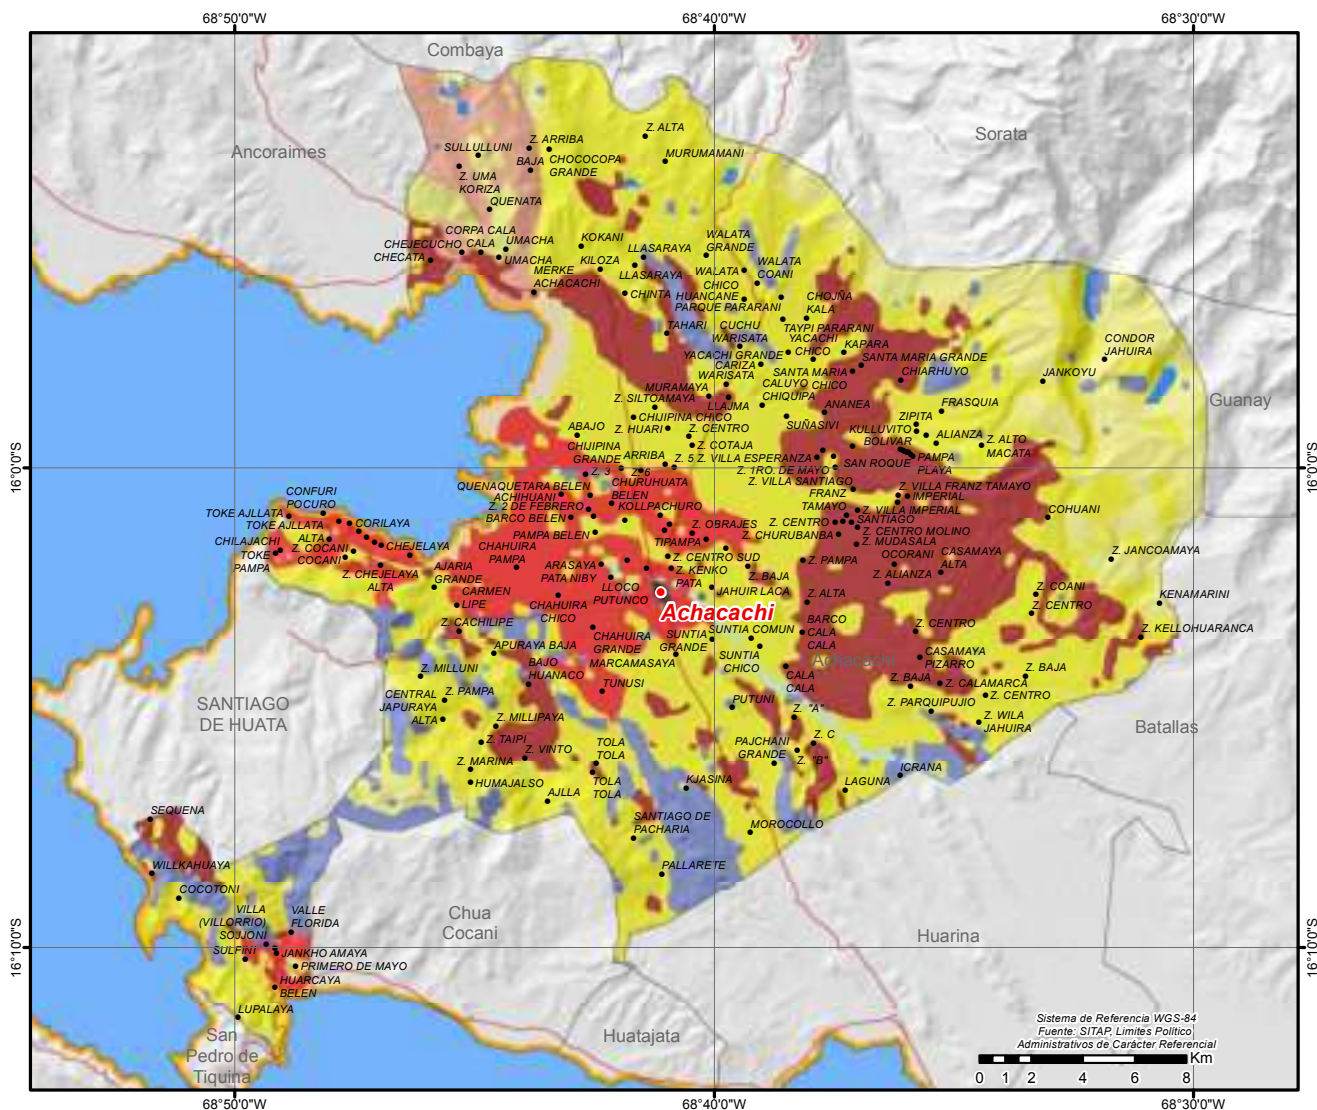 68°50'0"W
68°40'0"W
68°30'0"W
Combaya
Sorata
Ancoraimes
Z. ALTA
Z. ARRIBA
SULLULLUNI
BAJA
CHOCOCOPA
GRANDE
MURUMAMANI
Z. UMA
KORIZA
QUENATA
CORPA CALA
CHEJECUCHO
CALA
UMACHA
CHECATA
UMACHA
KOKANI
WALATA
GRANDE
LLASARAYA
KILOZA
MERKE
ACHACACHI
LLASARAYA
WALATA
CHICO
WALATA
COANI
CHINTA
HUANCANE
PARQUE PARARANI
CHOJÑA
KALA
TAHARI
CUCHU
WARISATA
TAYPI PARARANI
YACACHI
CHICO
KAPARA
CONDOR
JAHUIRA
YACACHI GRANDE
CARIZA
SANTA MARIA GRANDE
SANTA MARIA
CHICO
CHIARHUYO
JANKOYU
WARISATA
MURAMAYA
CALUYO
CHIQUIPA
Guanay
Z. SILTOAMAYA
LLAJMA
ANANEA
FRASQUIA
CHIJIPINA CHICO
SUÑASIVI
ZIPITA
ABAJO
Z. HUARI
Z. CENTRO
KULLUVITO
ALIANZA
Z. ALTO
MACATA
CHIJIPINA
GRANDE
ARRIBA
Z. COTAJA
BOLIVAR
Z. 5
Z. VILLA ESPERANZA
PAMPA
PLAYA
16°0'0"S
16°0'0"S
Z. 3
Z. 6
Z. 1RO. DE MAYO
SAN ROQUE
QUENAQUETARA BELEN
CHURUHUATA
BELEN
Z. VILLA SANTIAGO
Z. VILLA FRANZ TAMAYO
CONFURI
POCURO
ACHIHUANI
FRANZ
TAMAYO
IMPERIAL
Z. 2 DE FEBRERO
KOLLPACHURO
Z. VILLA IMPERIAL
COHUANI
TOKE AJLLATA
BARCO BELEN
TOKE AJLLATA
ALTA
CORILAYA
Z. OBRAJES
Z. CENTRO
SANTIAGO
PAMPA BELEN
Z. CHURUBANBA
Z. CENTRO MOLINO
CHILAJACHI
TIPAMPA
Z. MUDASALA
Z. COCANI
CHEJELAYA
CHAHUIRA
PAMPA
Z. CENTRO SUD
OCORANI
CASAMAYA
ALTA
Z. JANCOAMAYA
TOKE
PAMPA
COCANI
Z. PAMPA
Z. CHEJELAYA
ALTA
AJARIA
GRANDE
ARASAYA
PATA NIBY
Z. KENKO
PATA
Z. BAJA
Z. ALIANZA
LLOCO
PUTUNCO
JAHUIR LACA
Z. COANI
CARMEN
LIPE
Z. ALTA
KENAMARINI
CHAHUIRA
CHICO
Achacachi
Z. CENTRO
BARCO
CALA
CALA
Z. CACHILIPE
SUNTIA COMUN
Z. CENTRO
CHAHUIRA
GRANDE
SUNTIA
GRANDE
Z. KELLOHUARANCA
APURAYA BAJA
SUNTIA
CHICO
Achacachi
CASAMAYA
PIZARRO
BAJO
HUANACO
MARCAMASAYA
Z. MILLUNI
CALA
CALA
Z. BAJA
Z. BAJA
Z. CALAMARCA
CENTRAL
JAPURAYA
ALTA
Z. PAMPA
TUNUSI
PUTUNI
Z. CENTRO
SANTIAGO
DE HUATA
Z. "A"
Z. PARQUIPUJIO
Z. WILA
JAHUIRA
Batallas
Z. MILLIPAYA
Z. TAIPI
TOLA
TOLA
PAJCHANI
GRANDE
Z. C
Z. VINTO
Z. "B"
Z. MARINA
ICRANA
HUMAJALSO
TOLA
TOLA
KJASINA
LAGUNA
AJLLA
SEQUENA
SANTIAGO DE
PACHARIA
MOROCOLLO
WILLKAHUAYA
PALLARETE
COCOTONI
VILLA
(VILLORRIO)
VALLE
FLORIDA
Chua
Cocani
Huarina
SOJJONI
16°10'0"S
16°10'0"S
SULFINI
JANKHO AMAYA
PRIMERO DE MAYO
HUARCAYA
BELEN
LUPALAYA
San
Pedro de
Tiquina
Huatajata
Sistema de Referencia WGS-84
Fuente: SITAP, Limites Político
Administrativos de Carácter Referencial
Km
0 1 2 4 6 8
68°50'0"W
68°40'0"W
68°30'0"W